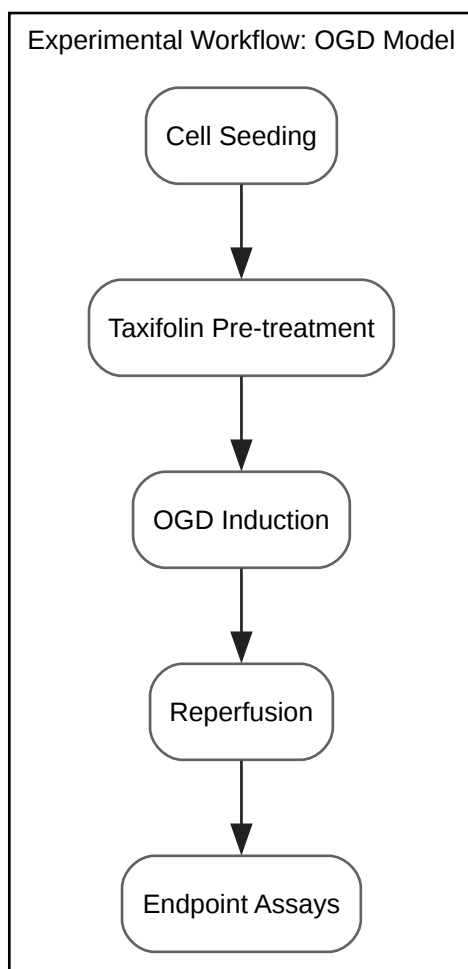 Experimental Workflow: OGD Model
Cell Seeding
Taxifolin Pre-treatment
OGD Induction
Reperfusion
Endpoint Assays